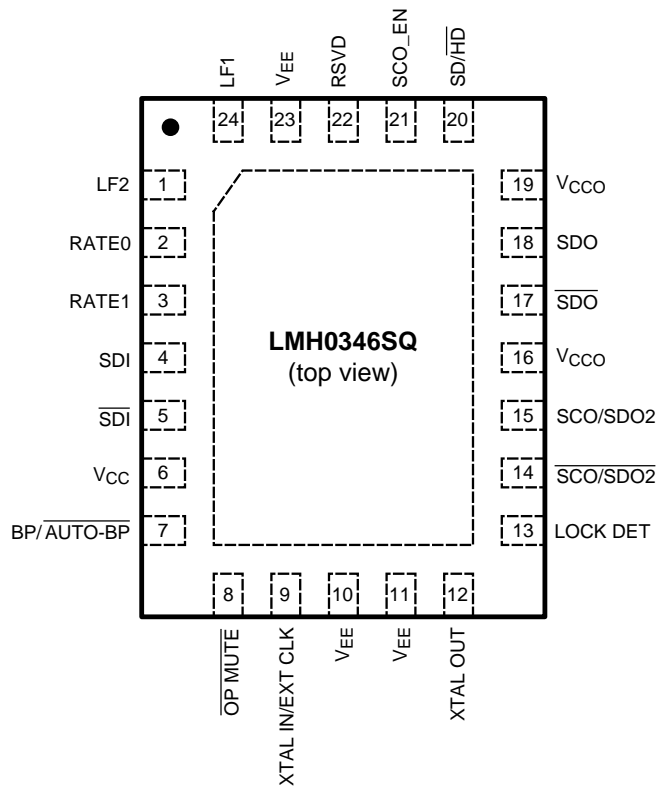 LF1
VEE
RSVD
SCO_EN
SD/HD
24
23
22
21
20
LF2 1
RATE0 2
RATE1 3
SDI 4
SDI 5
VCC 6
BP/AUTO-BP 7
LMH0346SQ
(top view)
19 VCCO
18 SDO
17 SDO
16 VCCO
15 SCO/SDO2
14 SCO/SDO2
13 LOCK DET
8
9
10
11
12
OP MUTE
XTAL IN/EXT CLK
VEE
VEE
XTAL OUT